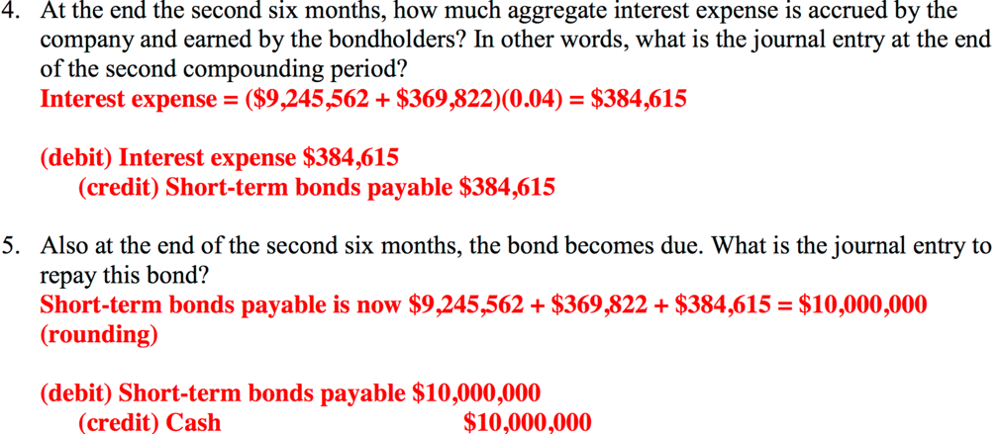 4. At the end the second six months, how much aggregate interest expense is accrued by the
company and earned by the bondholders? In other words, what is the journal entry at the end
of the second compounding period?
Interest expense = ($9,245,562 + $369,822)(0.04) = $384,615
(debit) Interest expense $384,615
(credit) Short-term bonds payable $384,615
5. Also at the end of the second six months, the bond becomes due. What is the journal entry to
repay this bond?
Short-term bonds payable is now $9,245,562 + $369,822 + $384,615 = $10,000,000
(rounding)
(debit) Short-term bonds payable $10,000,000
(credit) Cash $10,000,000